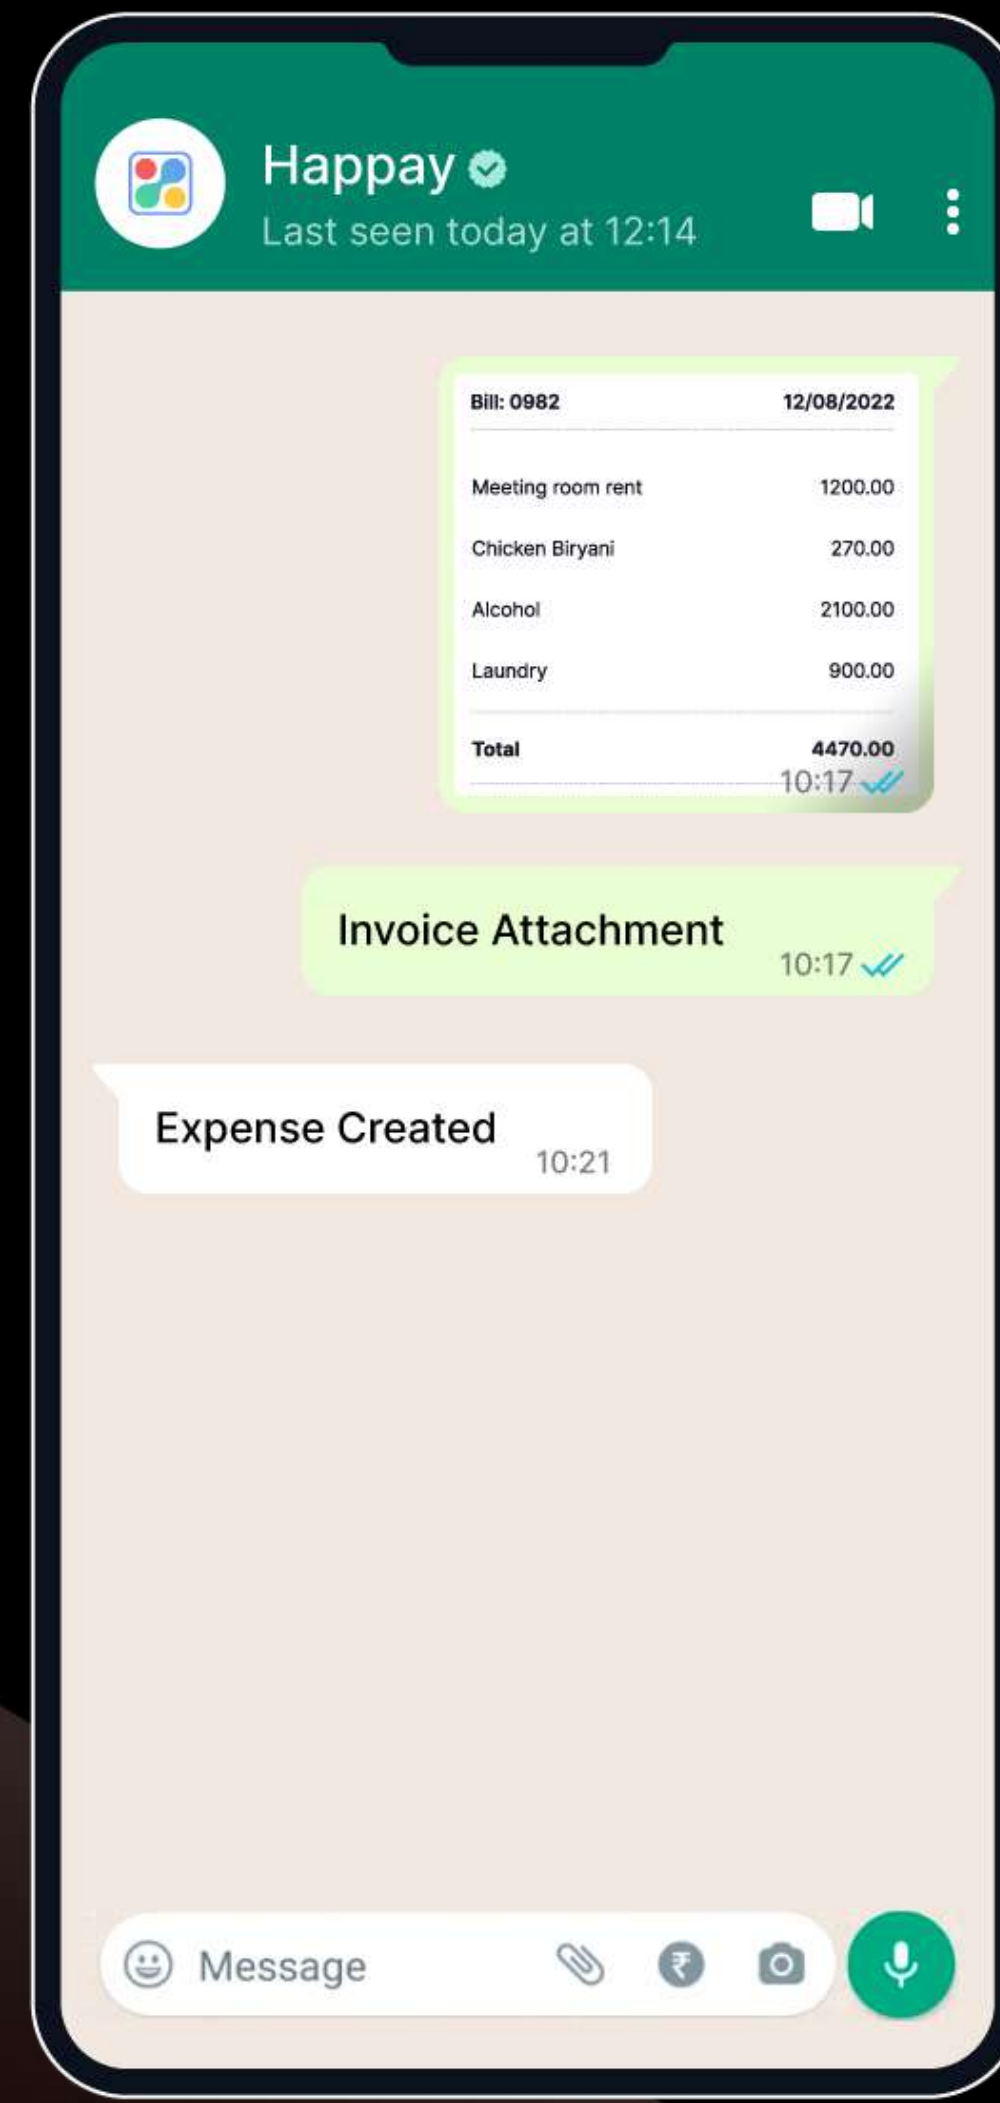 Happay
Last seen today at 12:14
Bill: 0982 12/08/2022
Meeting room rent 1200.00
Chicken Biryani 270.00
Alcohol 2100.00
Laundry 900.00
Total 4470.00
10:17
Invoice Attachment
10:17
Expense Created
10:21
Message
₹